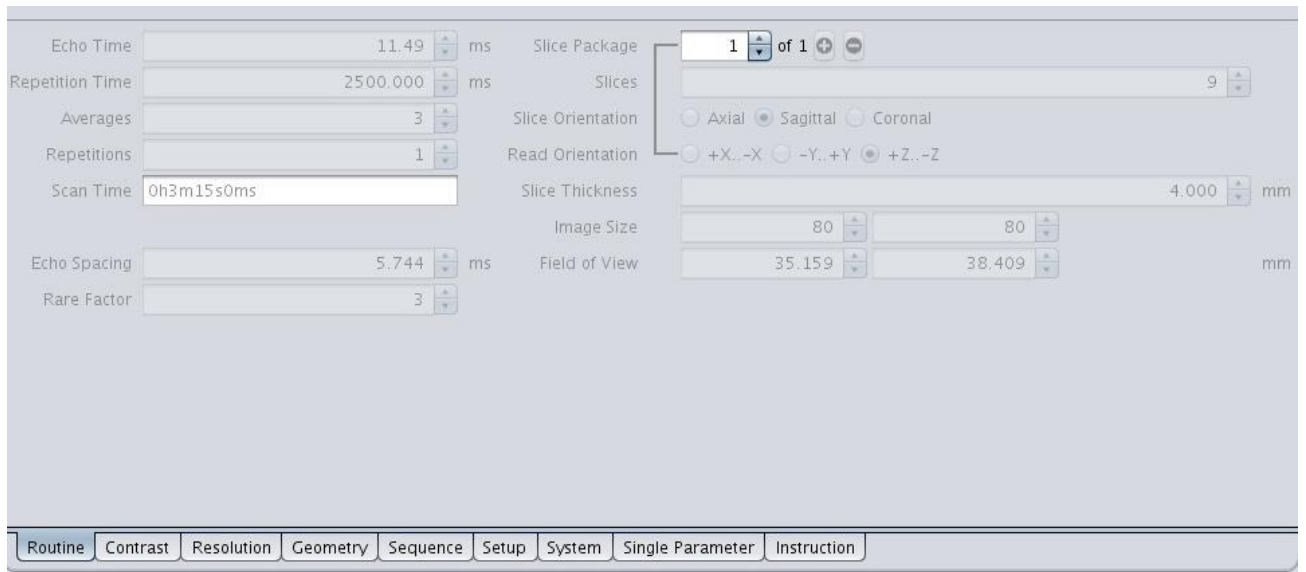 Echo Time 11.49 ms Slice Package 1 of 1
Repetition Time 2500.000 ms Slices 9
Averages 3 Slice Orientation Axial Sagittal Coronal
Repetitions 1 Read Orientation +X..-X -Y..+Y +Z..-Z
Scan Time 0h3m15s0ms Slice Thickness 4.000 mm
Image Size 80 80
Echo Spacing 5.744 ms Field of View 35.159 38.409 mm
Rare Factor 3
Routine Contrast Resolution Geometry Sequence Setup System Single Parameter Instruction